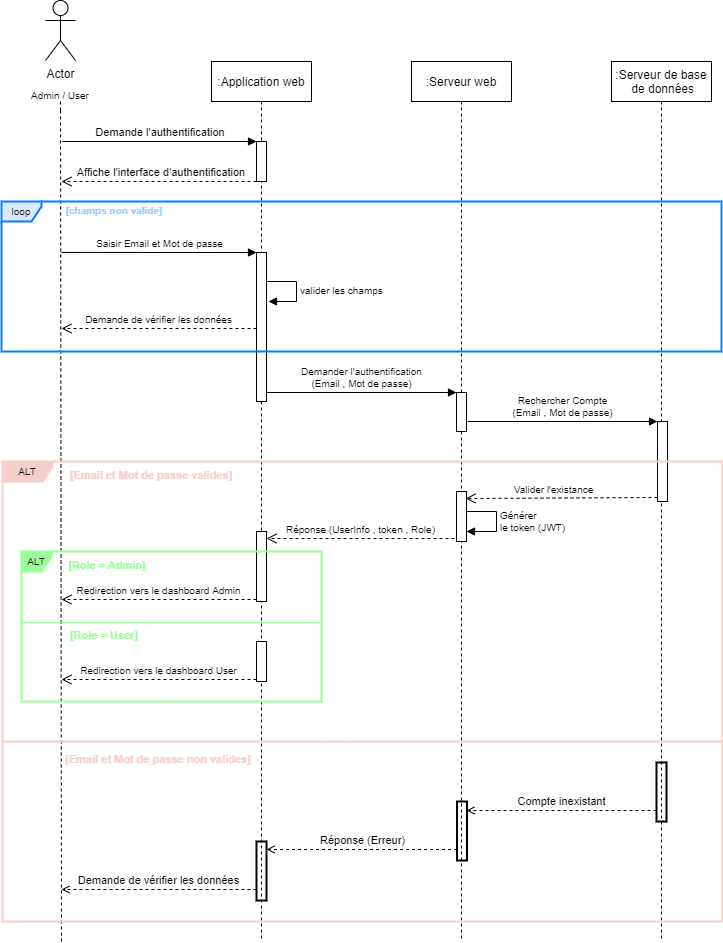 Actor
Admin / User
:Application web
:Serveur web
:Serveur de base
de données
Demande l'authentification
Affiche l'interface d'authentification
loop
[champs non valide]
Saisir Email et Mot de passe
valider les champs
Demande de vérifier les données
Demander l'authentification
(Email , Mot de passe)
Rechercher Compte
(Email , Mot de passe)
ALT
[Email et Mot de passe valides]
Valider l'existance
Générer
le token (JWT)
Réponse (UserInfo , token , Role)
ALT
[Role = Admin]
Redirection vers le dashboard Admin
[Role = User]
Redirection vers le dashboard User
[Email et Mot de passe non valides]
Compte inexistant
Réponse (Erreur)
Demande de vérifier les données